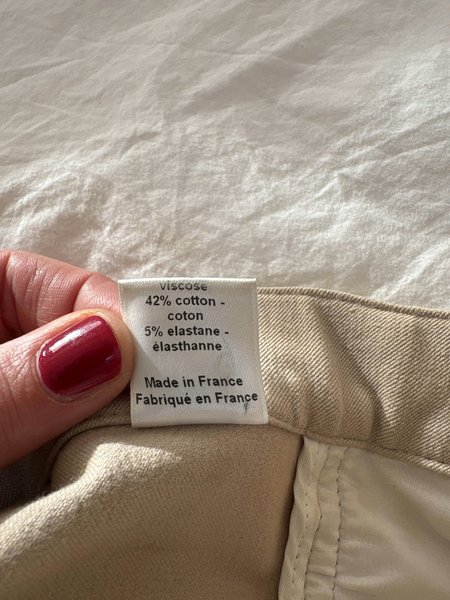 viscose
42% cotton -
coton
5% elastane -
élasthanne
Made in France
Fabriqué en France